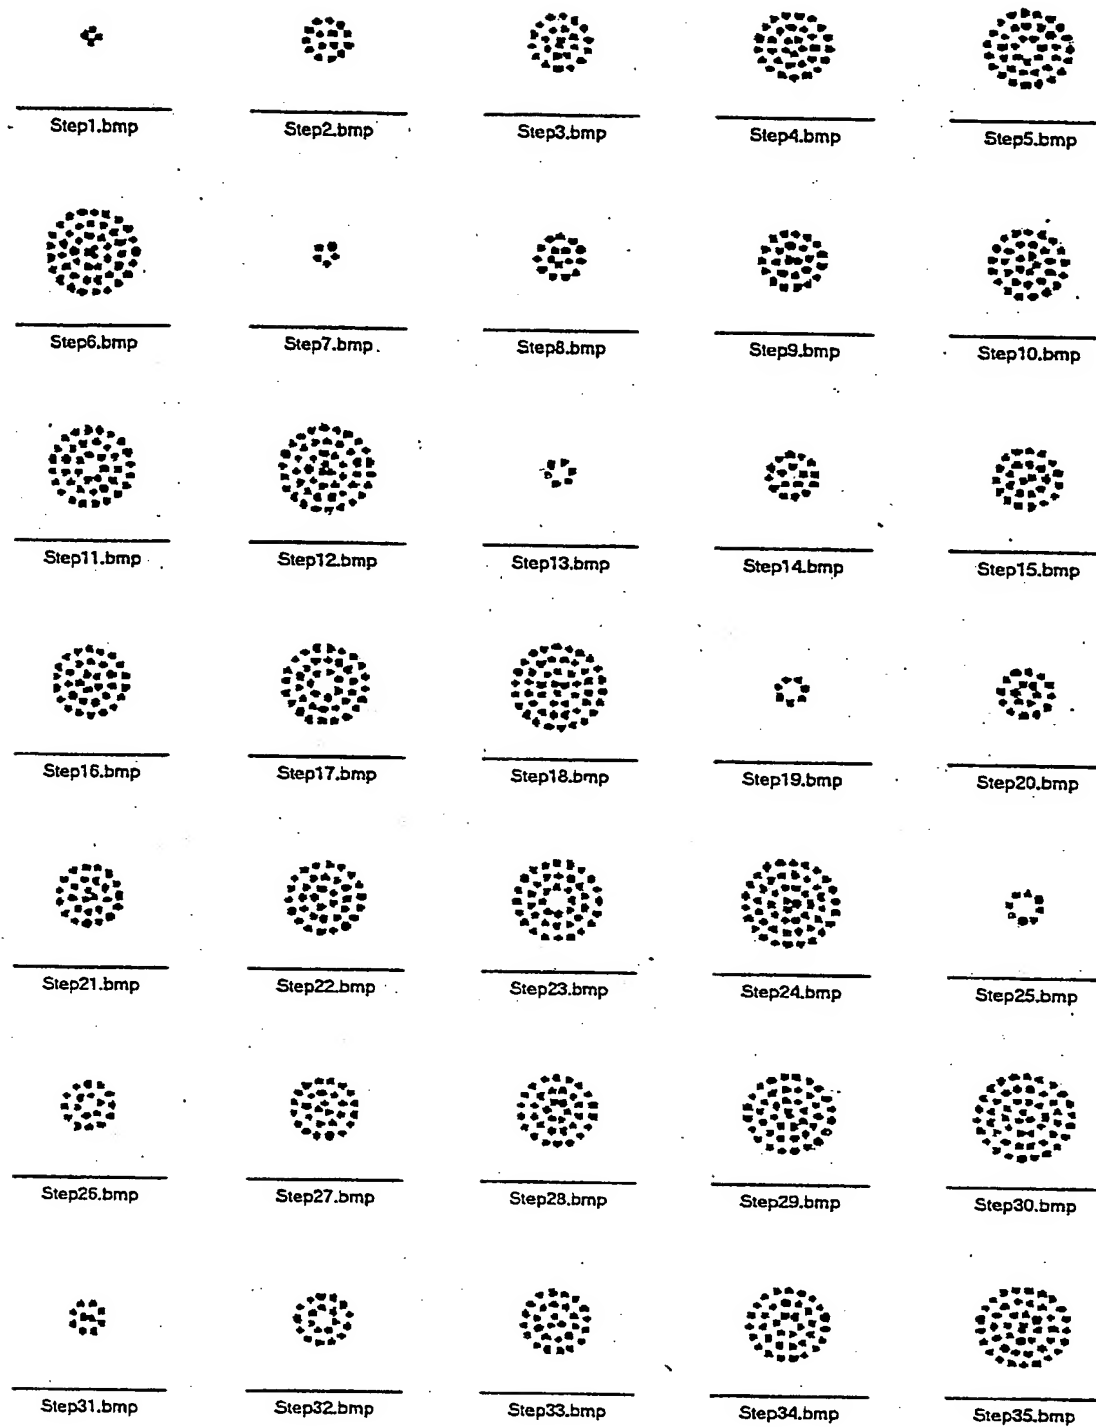 Step1.bmp Step2.bmp Step3.bmp Step4.bmp Step5.bmp
Step6.bmp Step7.bmp Step8.bmp Step9.bmp Step10.bmp
Step11.bmp Step12.bmp Step13.bmp Step14.bmp Step15.bmp
Step16.bmp Step17.bmp Step18.bmp Step19.bmp Step20.bmp
Step21.bmp Step22.bmp Step23.bmp Step24.bmp Step25.bmp
Step26.bmp Step27.bmp Step28.bmp Step29.bmp Step30.bmp
Step31.bmp Step32.bmp Step33.bmp Step34.bmp Step35.bmp